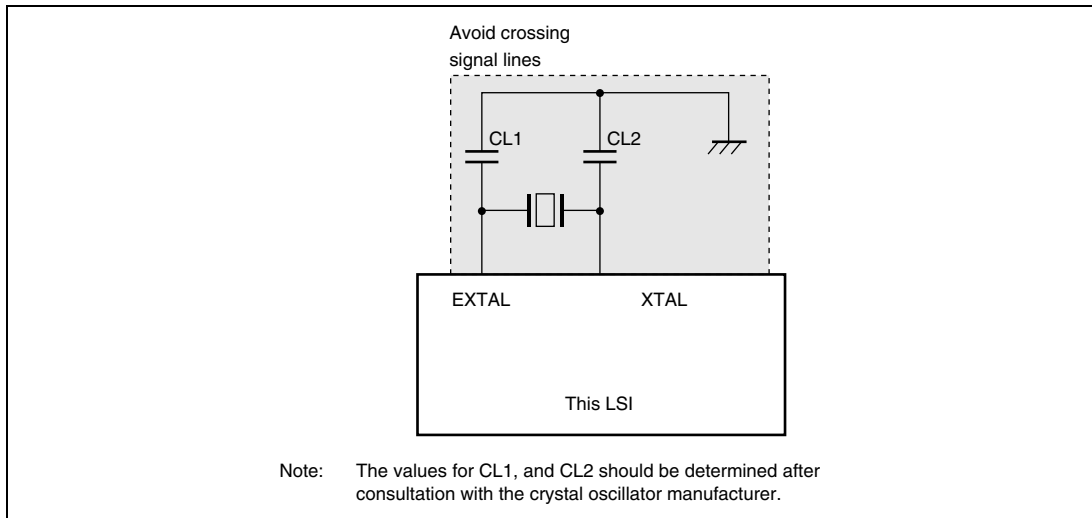 Avoid crossing
signal lines
CL1
CL2
EXTAL
XTAL
This LSI
Note: The values for CL1, and CL2 should be determined after
consultation with the crystal oscillator manufacturer.